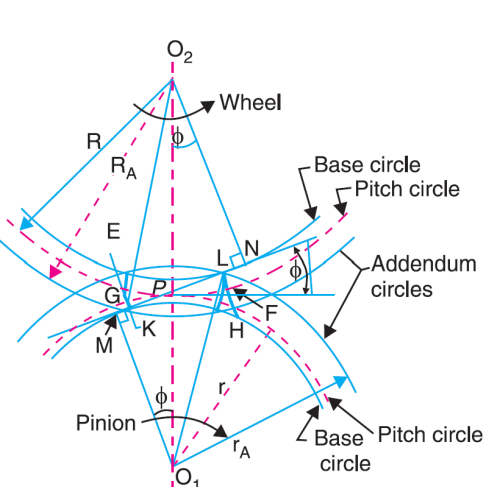 O2
Wheel
ϕ
R
RA
Base circle
Pitch circle
E
N
L
ϕ
Addendum
circles
G
P
F
K
H
M
ϕ
r
Pinion
rA
Base
circle
Pitch circle
O1